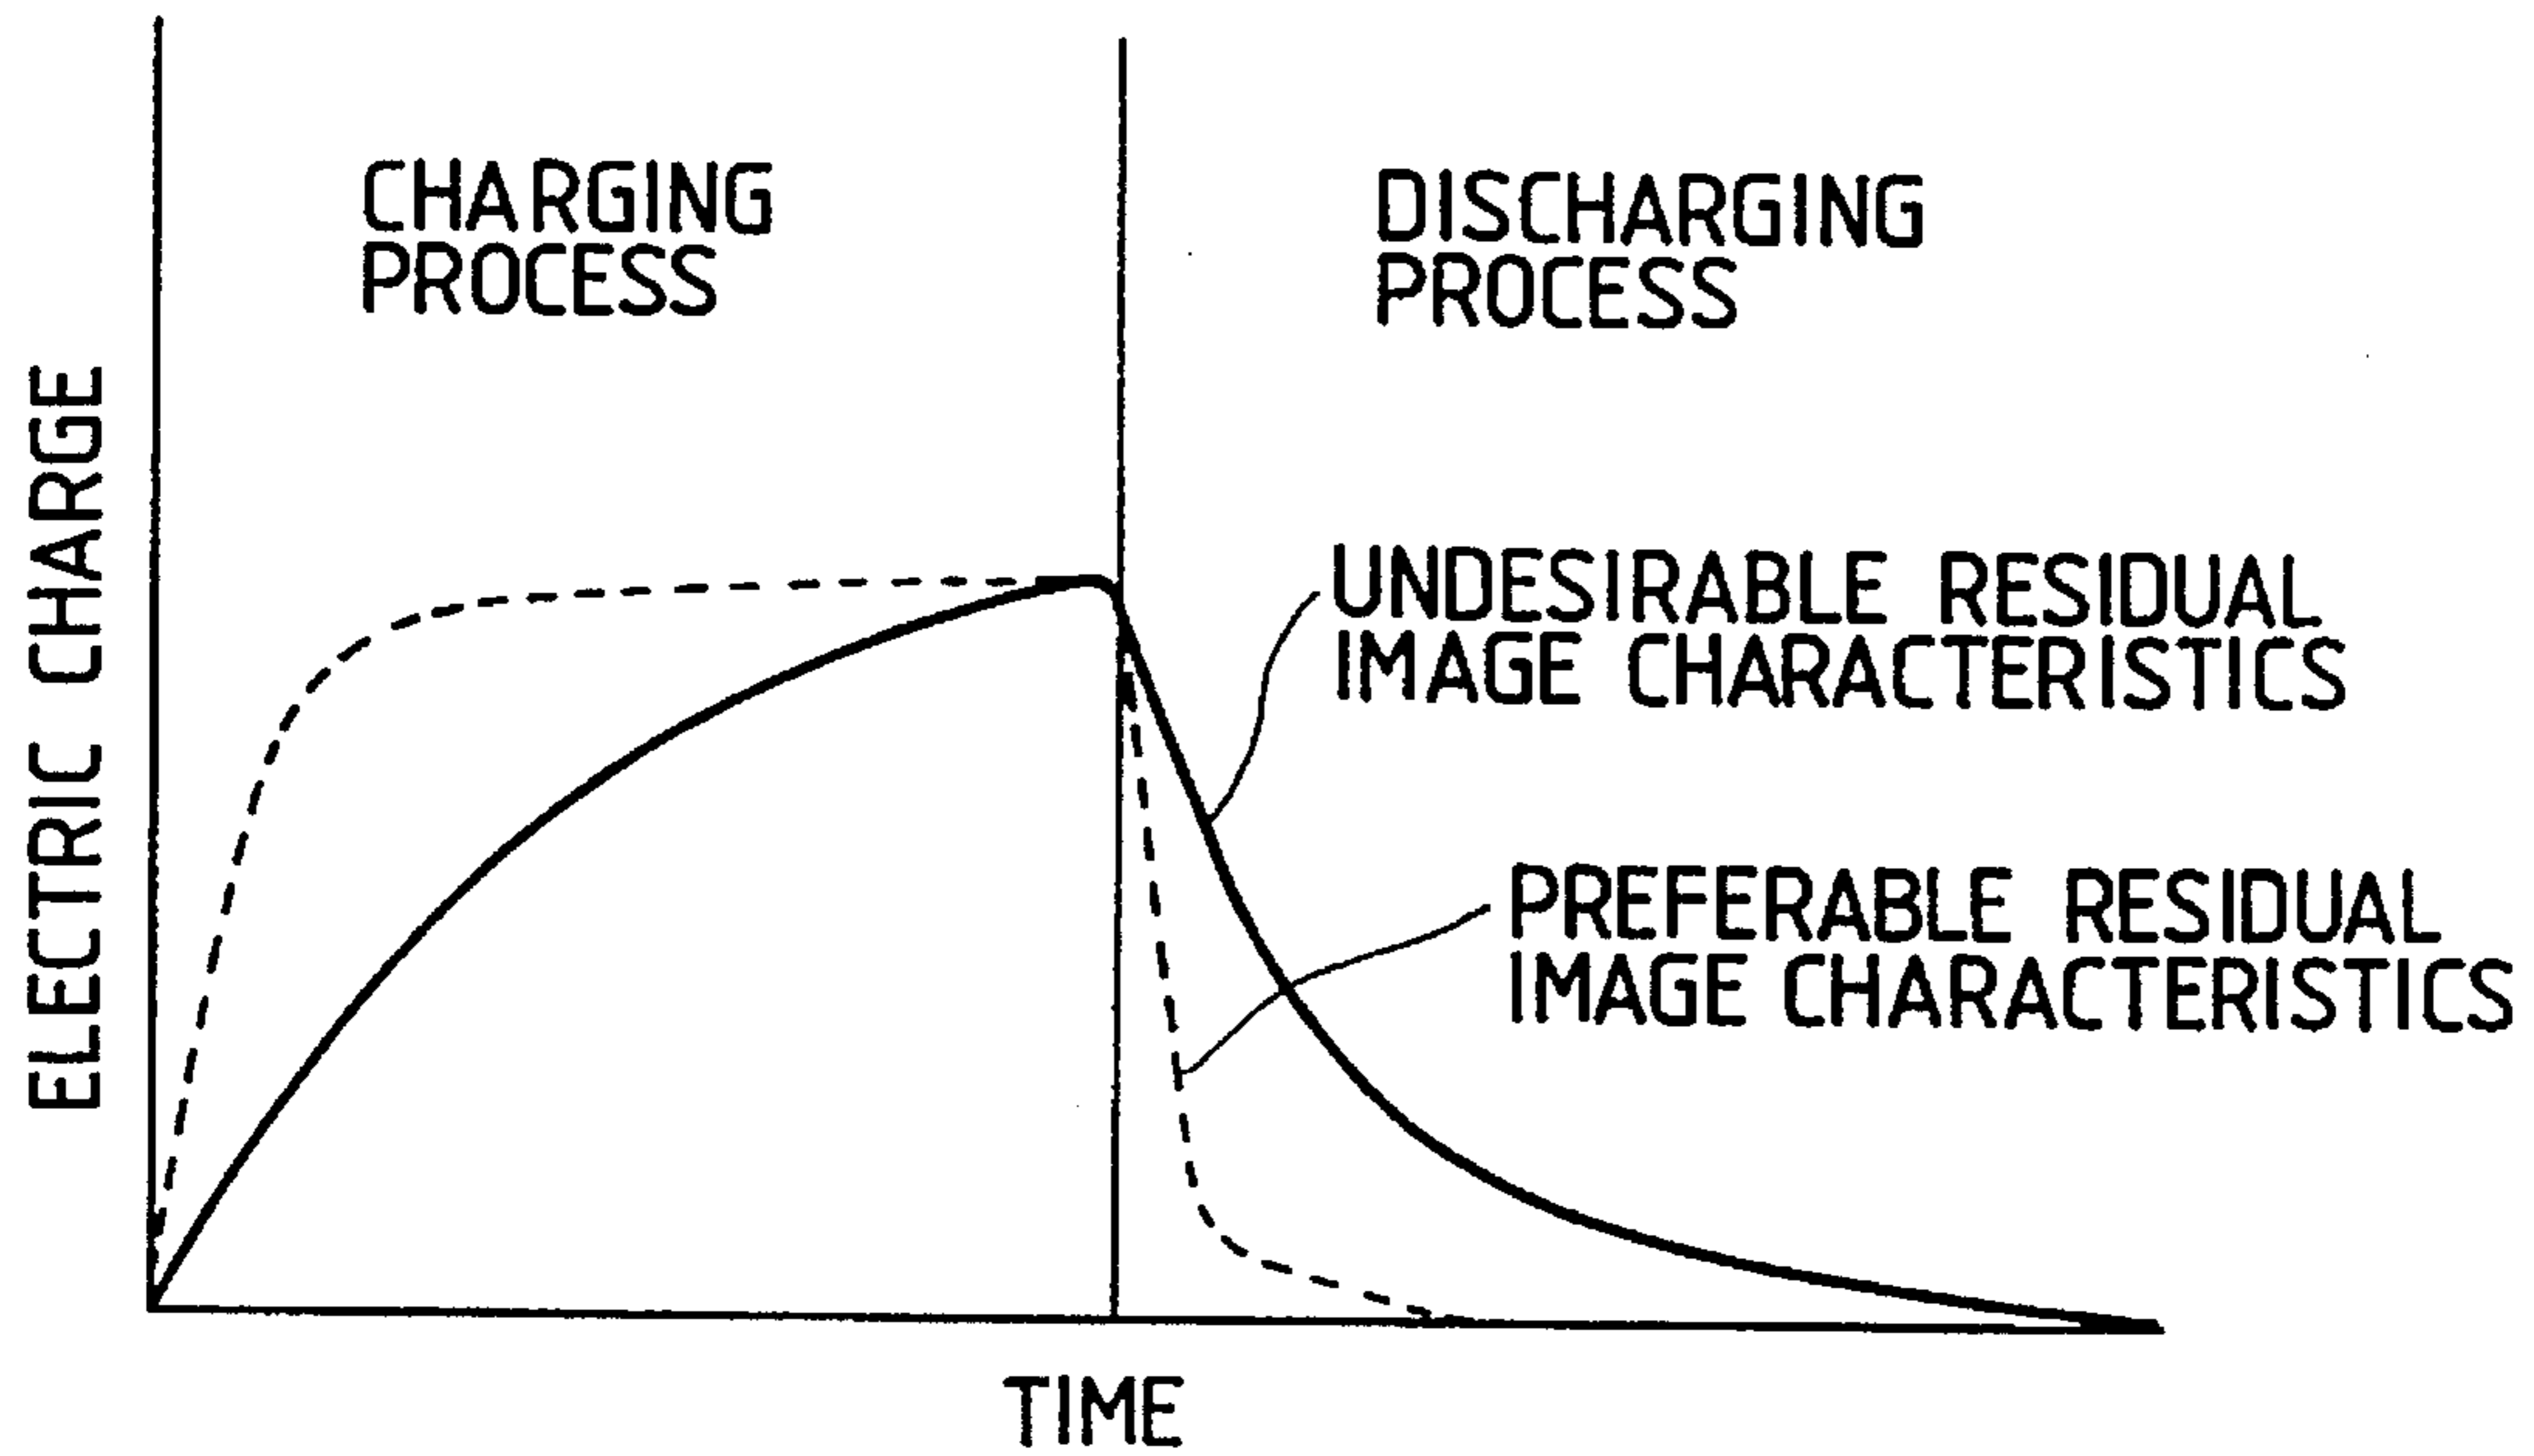 CHARGING
PROCESS
DISCHARGING
PROCESS
ELECTRIC CHARGE
UNDESIRABLE RESIDUAL
IMAGE CHARACTERISTICS
PREFERABLE RESIDUAL
IMAGE CHARACTERISTICS
TIME